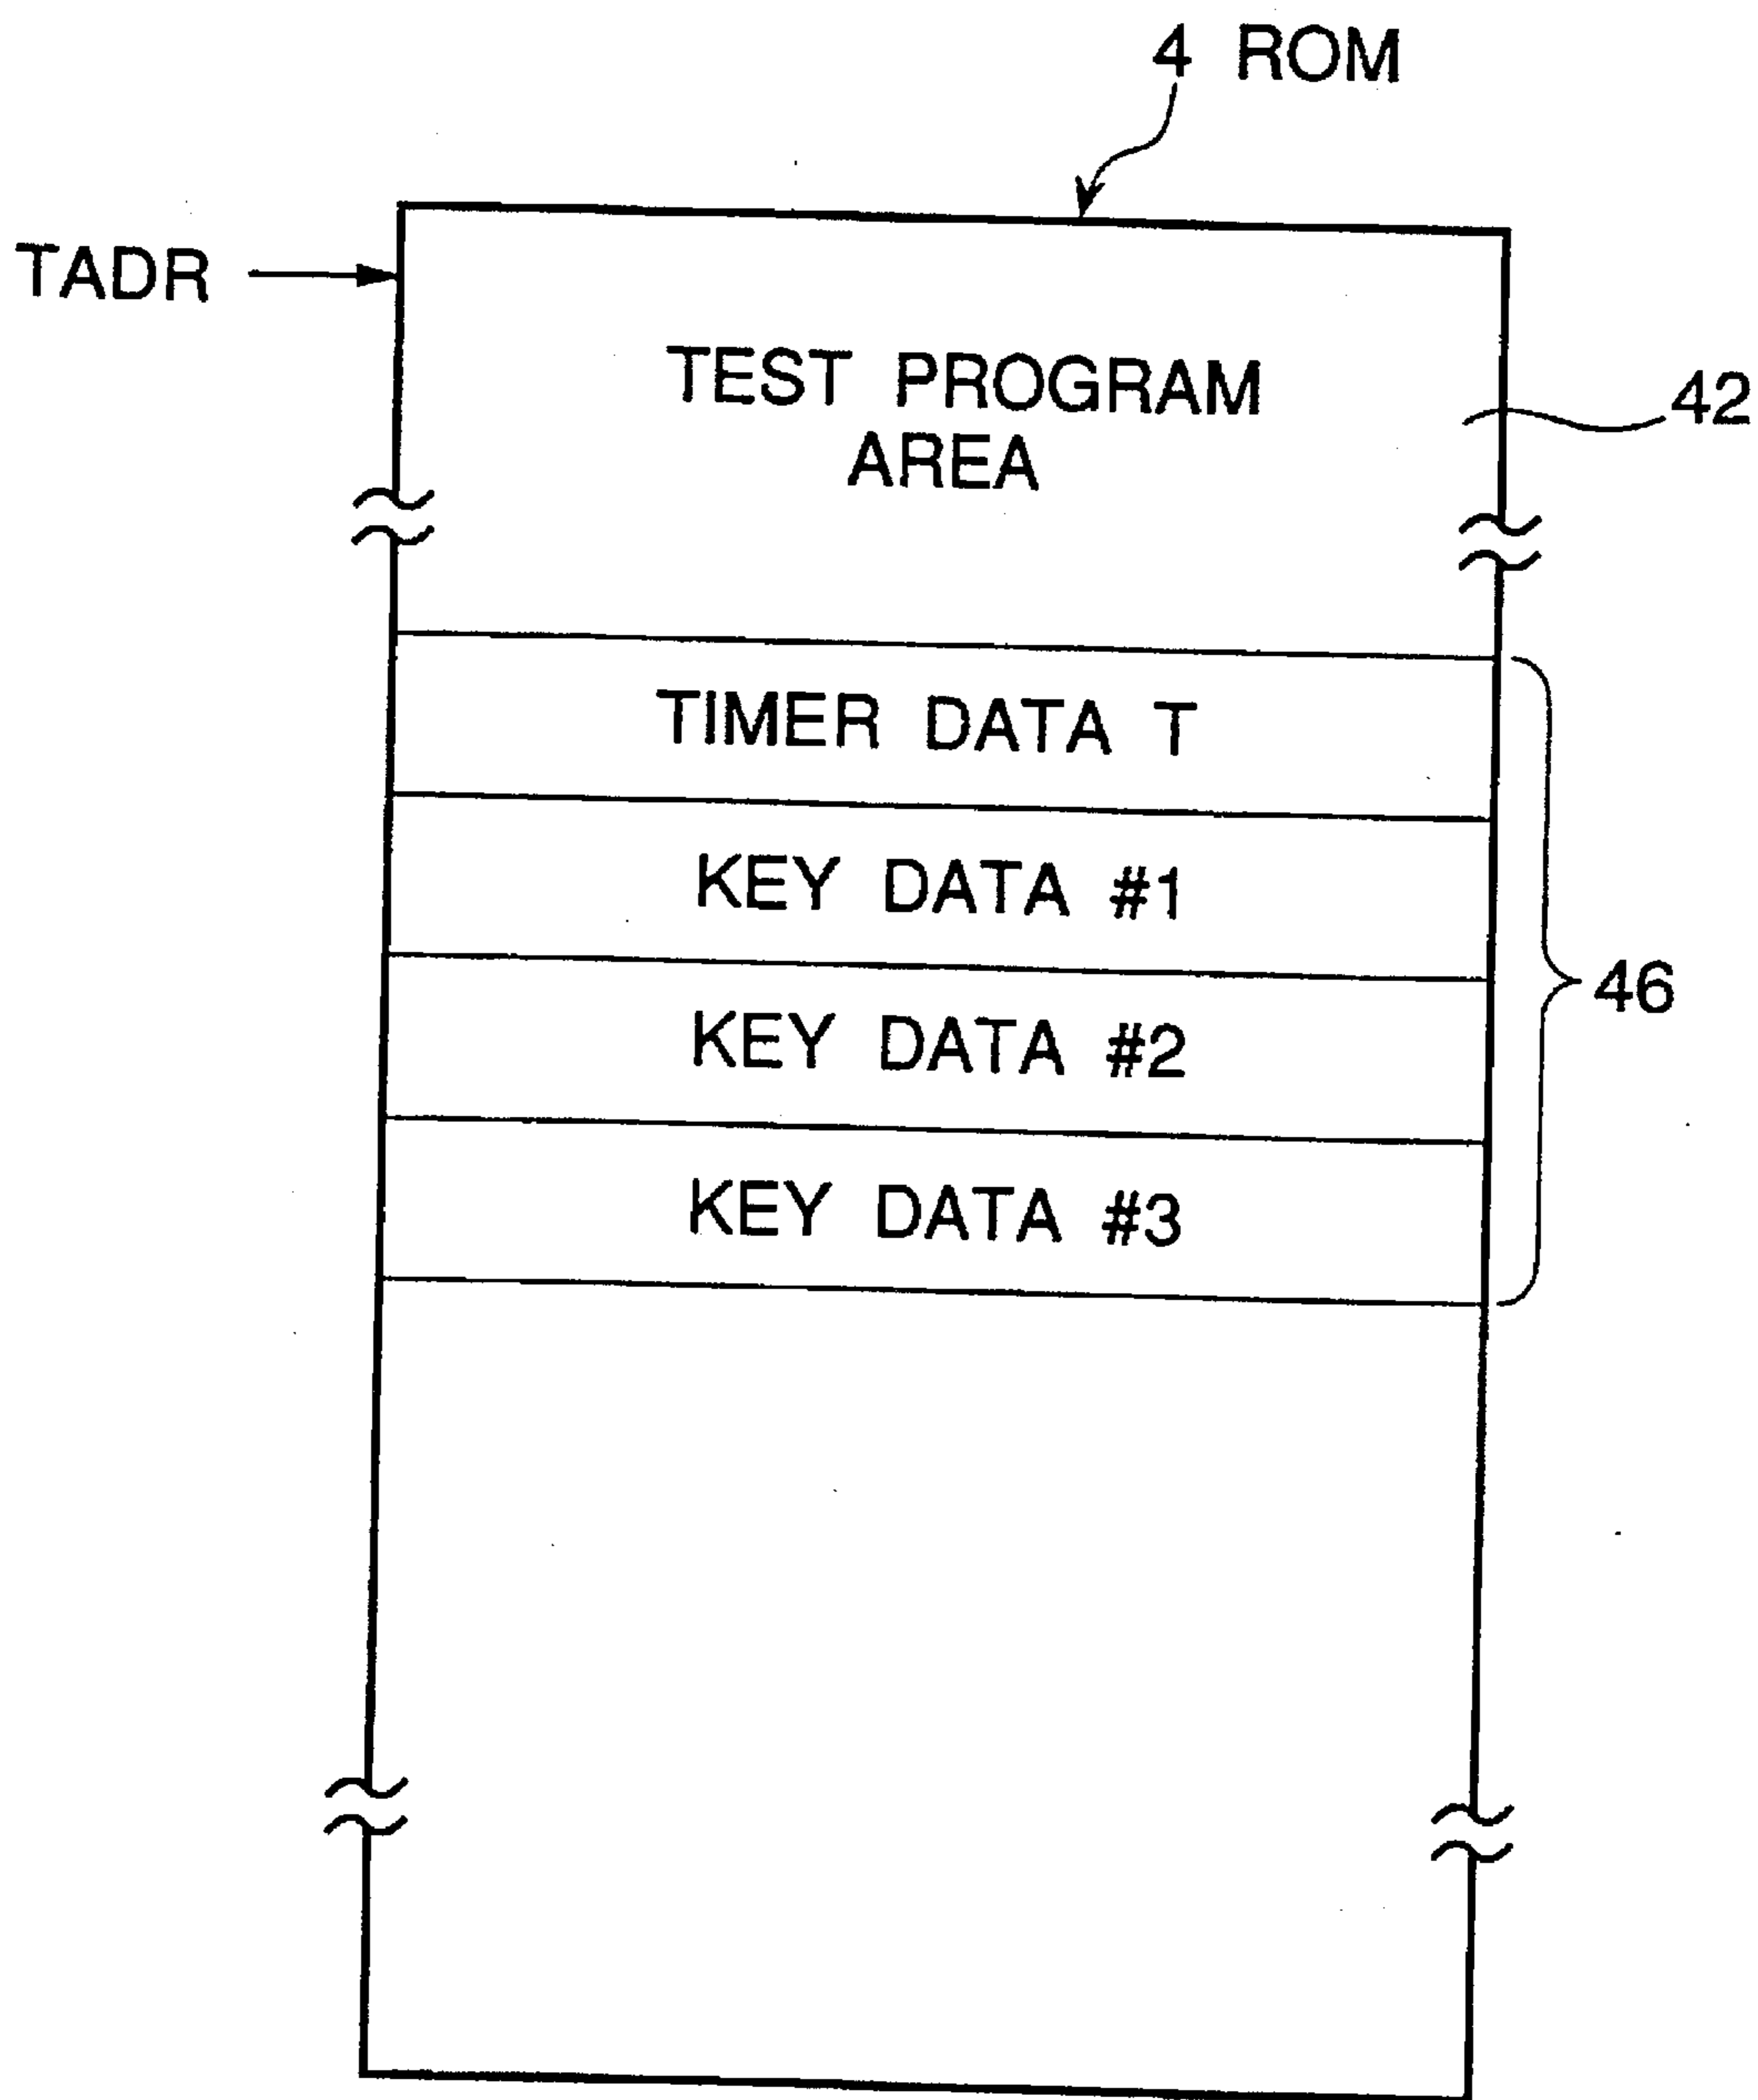 4 ROM
TADR
TEST PROGRAM
AREA
42
TIMER DATA T
KEY DATA #1
KEY DATA #2
46
KEY DATA #3